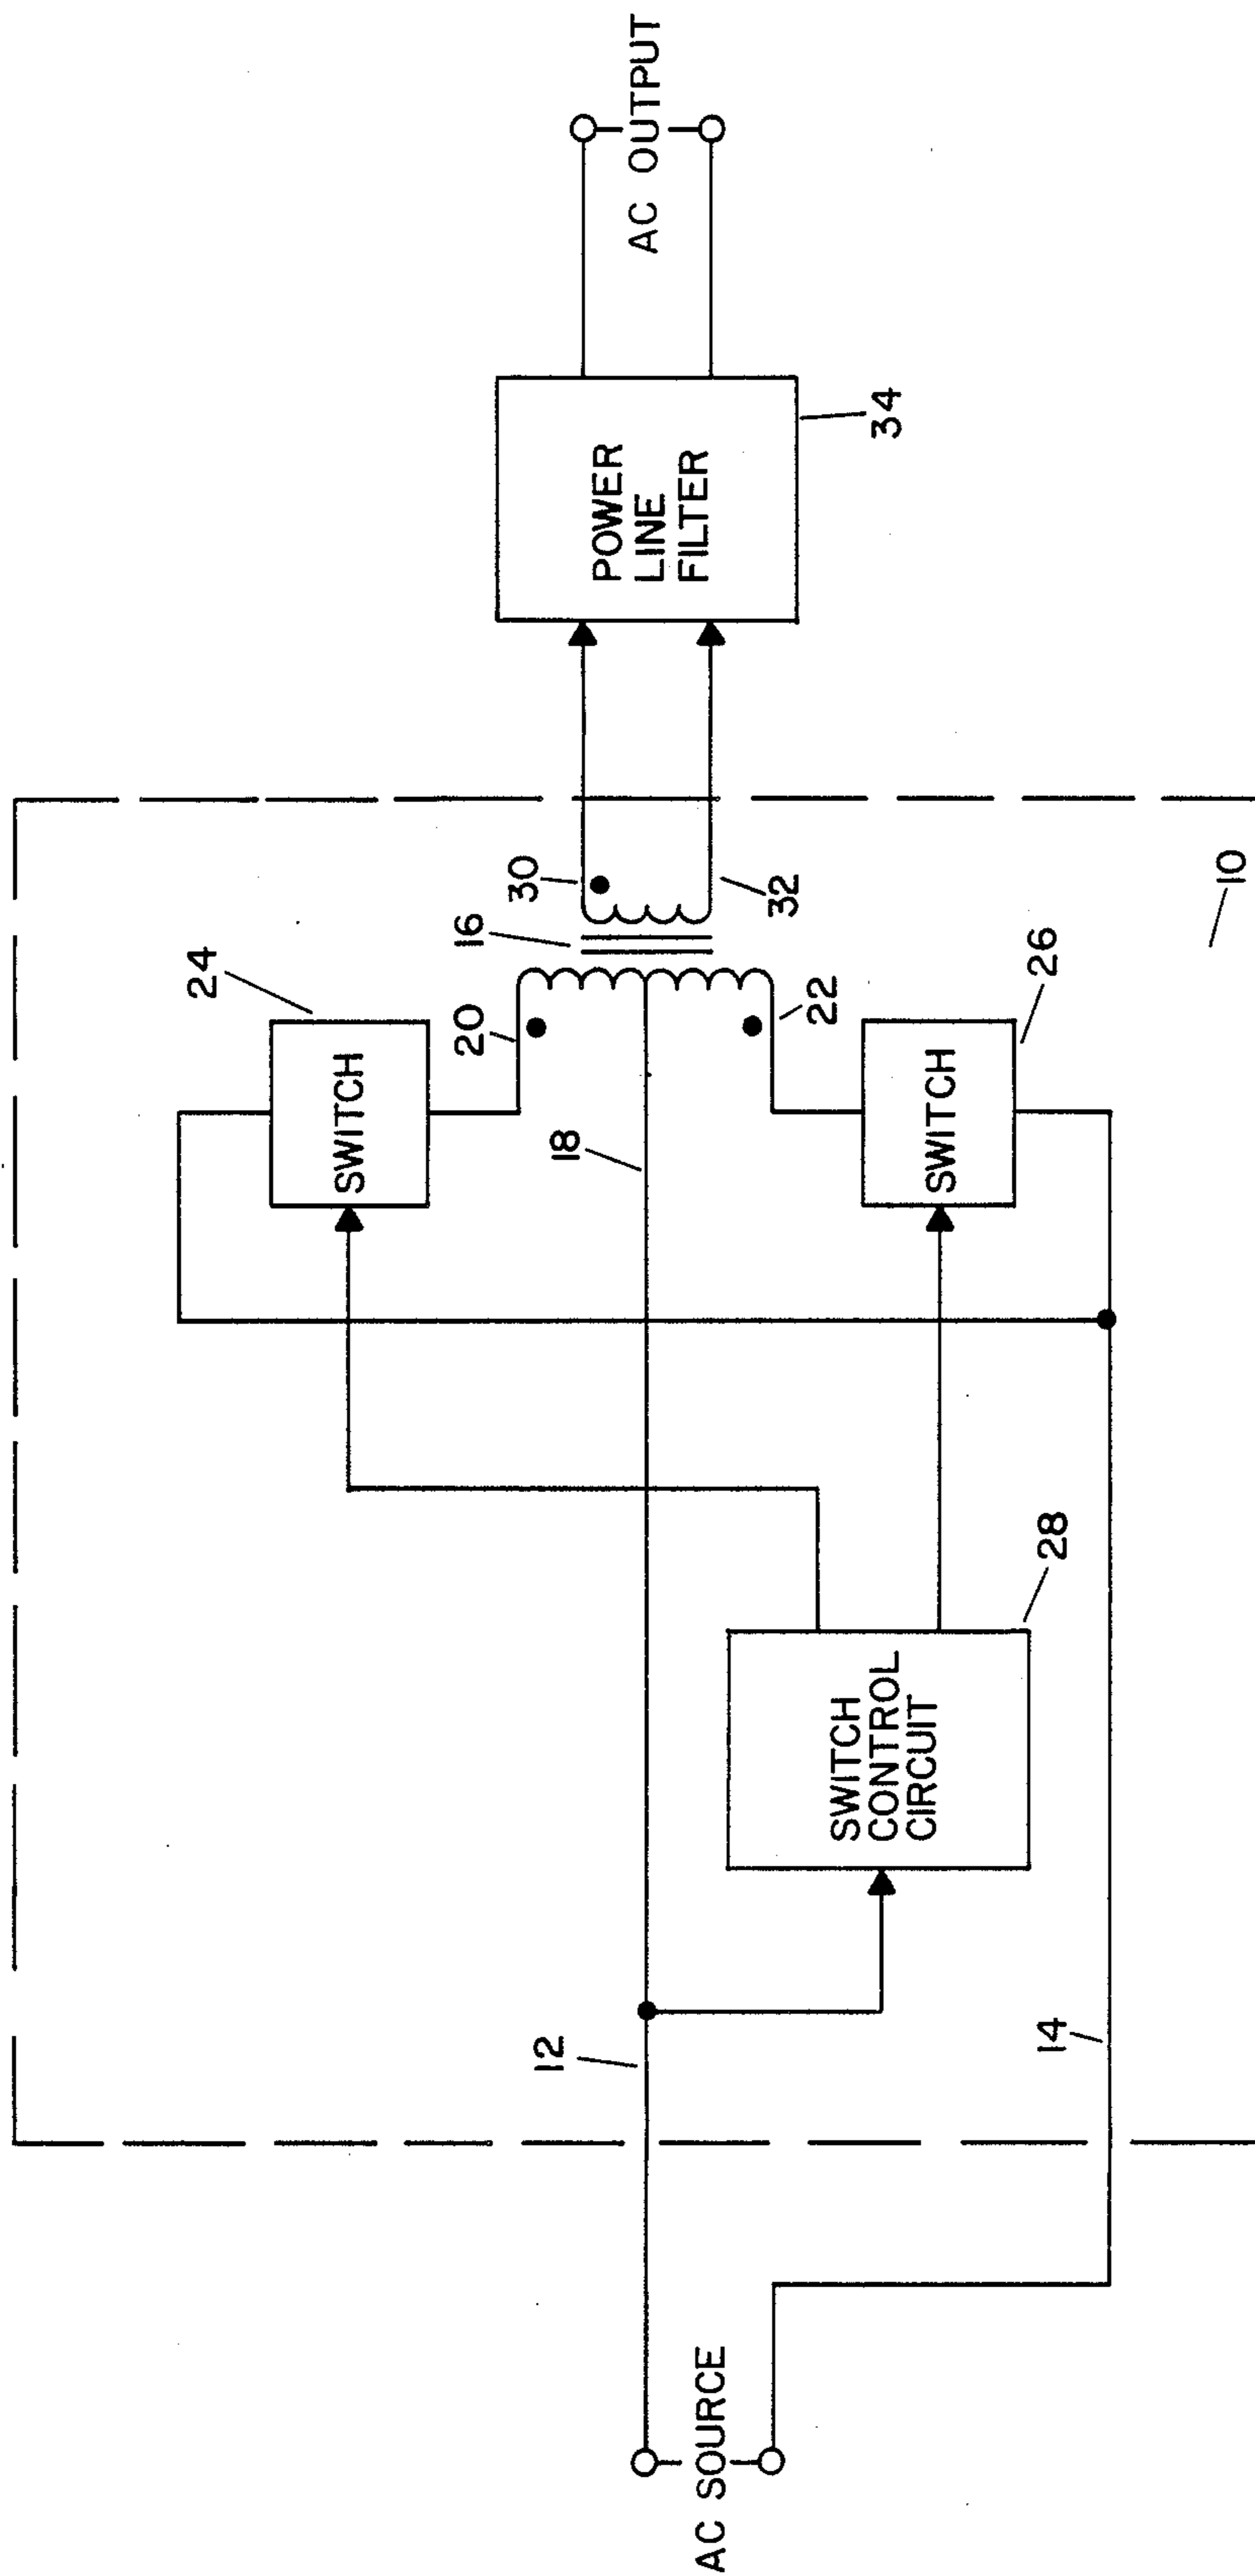 24
SWITCH
16
30
20
POWER
LINE
FILTER
AC OUTPUT
18
12
AC SOURCE
22
32
34
SWITCH
CONTROL
CIRCUIT
SWITCH
26
28
14
10